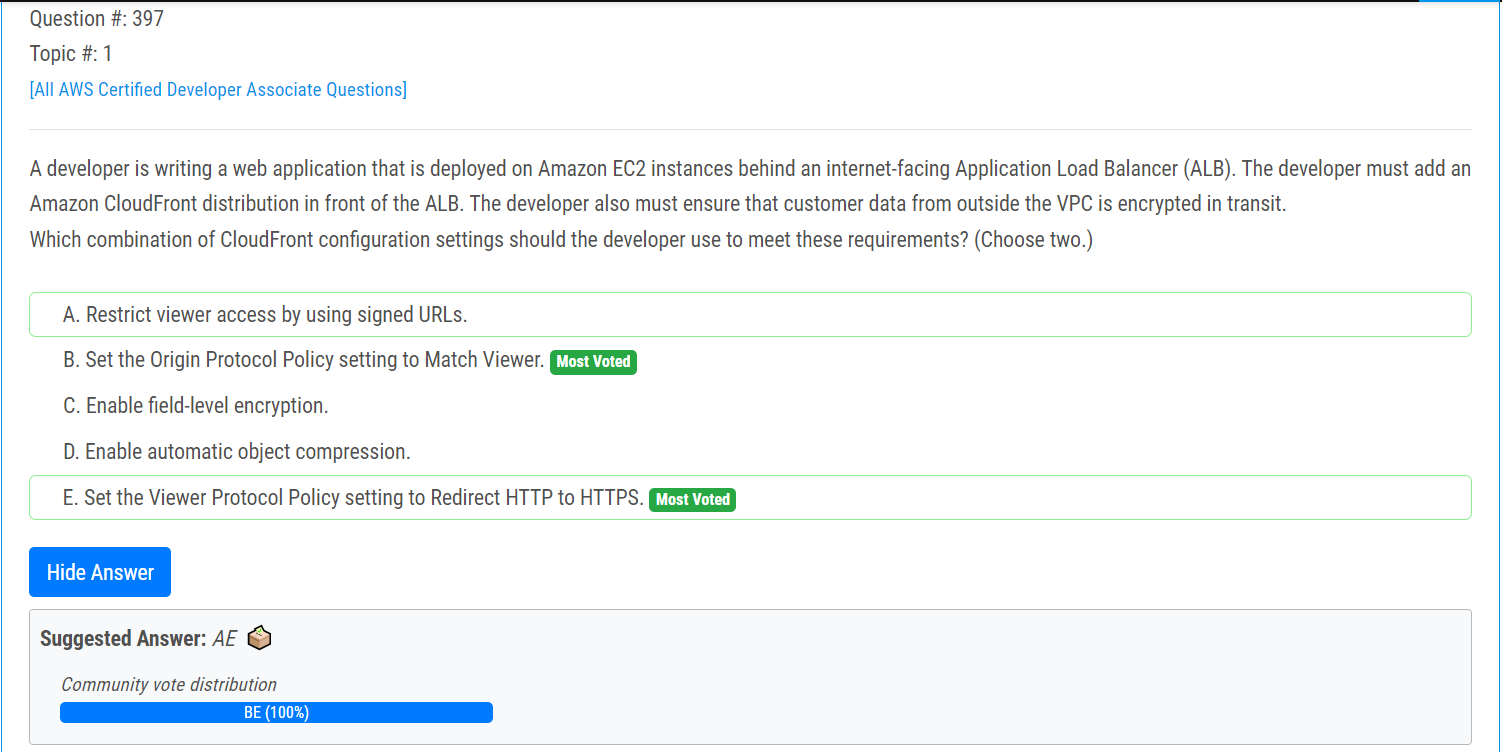 Question #: 397
Topic #: 1
[All AWS Certified Developer Associate Questions]
A developer is writing a web application that is deployed on Amazon EC2 instances behind an internet-facing Application Load Balancer (ALB). The developer must add an
Amazon CloudFront distribution in front of the ALB. The developer also must ensure that customer data from outside the VPC is encrypted in transit.
Which combination of CloudFront configuration settings should the developer use to meet these requirements? (Choose two.)
A. Restrict viewer access by using signed URLs.
B. Set the Origin Protocol Policy setting to Match Viewer. Most Voted
C. Enable field-level encryption.
D. Enable automatic object compression.
E. Set the Viewer Protocol Policy setting to Redirect HTTP to HTTPS. Most Voted
Hide Answer
Suggested Answer: AE
Community vote distribution
BE (100%)